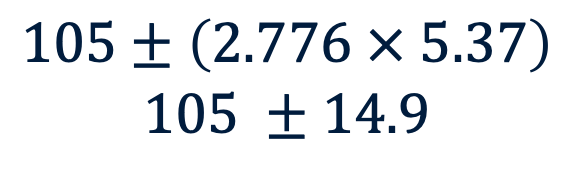 105 ± (2.776 × 5.37)
105 ± 14.9